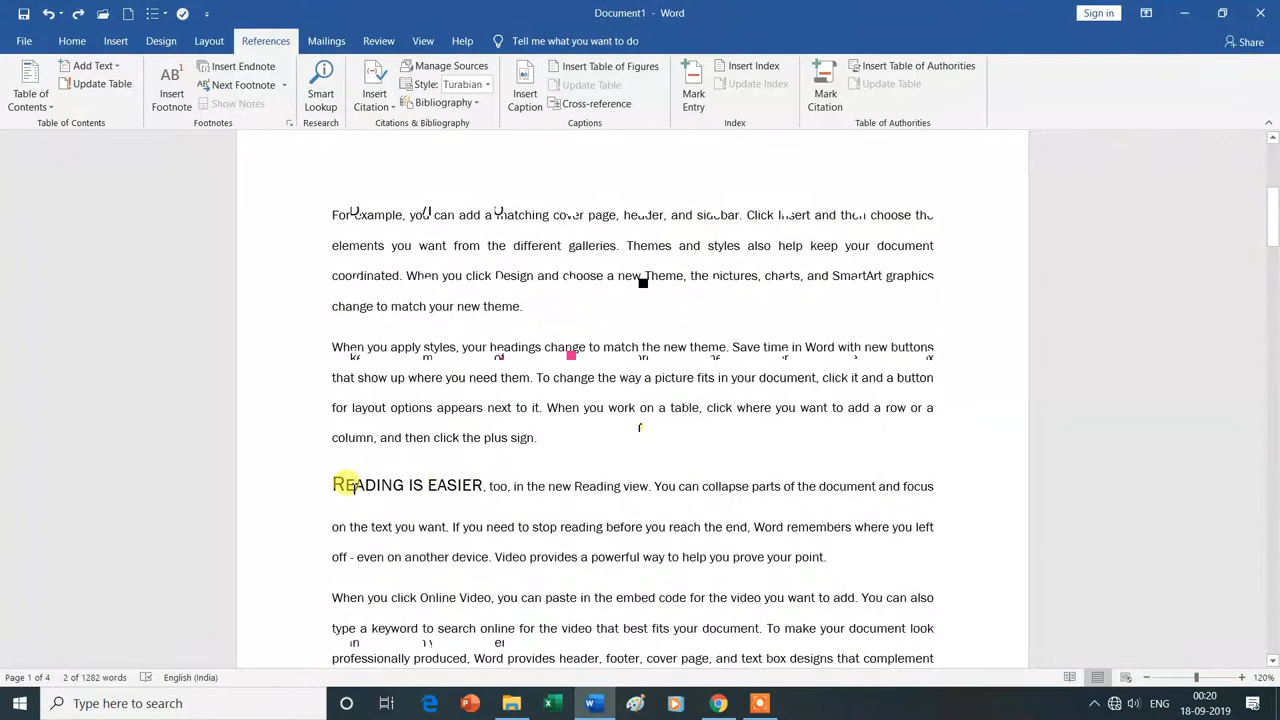 Document1 - Word
Sign in
File Home Insert Design Layout References Mailings Review View Help Tell me what you want to do Share
Table of Contents
Add Text
Update Table
Table of Contents
AB1
Insert Footnote
Insert Endnote
Next Footnote
Show Notes
Footnotes
Smart Lookup
Research
Insert Citation
Manage Sources
Style: Turabian
Bibliography
Citations & Bibliography
Insert Caption
Insert Table of Figures
Update Table
Cross-reference
Captions
Mark Entry
Insert Index
Update Index
Index
Mark Citation
Insert Table of Authorities
Update Table
Table of Authorities
For example, you can add a matching cover page, header, and sidebar. Click Insert and then choose the
elements you want from the different galleries. Themes and styles also help keep your document
coordinated. When you click Design and choose a new Theme, the pictures, charts, and SmartArt graphics
change to match your new theme.
When you apply styles, your headings change to match the new theme. Save time in Word with new buttons
that show up where you need them. To change the way a picture fits in your document, click it and a button
for layout options appears next to it. When you work on a table, click where you want to add a row or a
column, and then click the plus sign.
READING IS EASIER, too, in the new Reading view. You can collapse parts of the document and focus
on the text you want. If you need to stop reading before you reach the end, Word remembers where you left
off - even on another device. Video provides a powerful way to help you prove your point.
When you click Online Video, you can paste in the embed code for the video you want to add. You can also
type a keyword to search online for the video that best fits your document. To make your document look
professionally produced, Word provides header, footer, cover page, and text box designs that complement
Page 1 of 4 2 of 1282 words English (India) 120%
Type here to search
ENG
00:20
18-09-2019